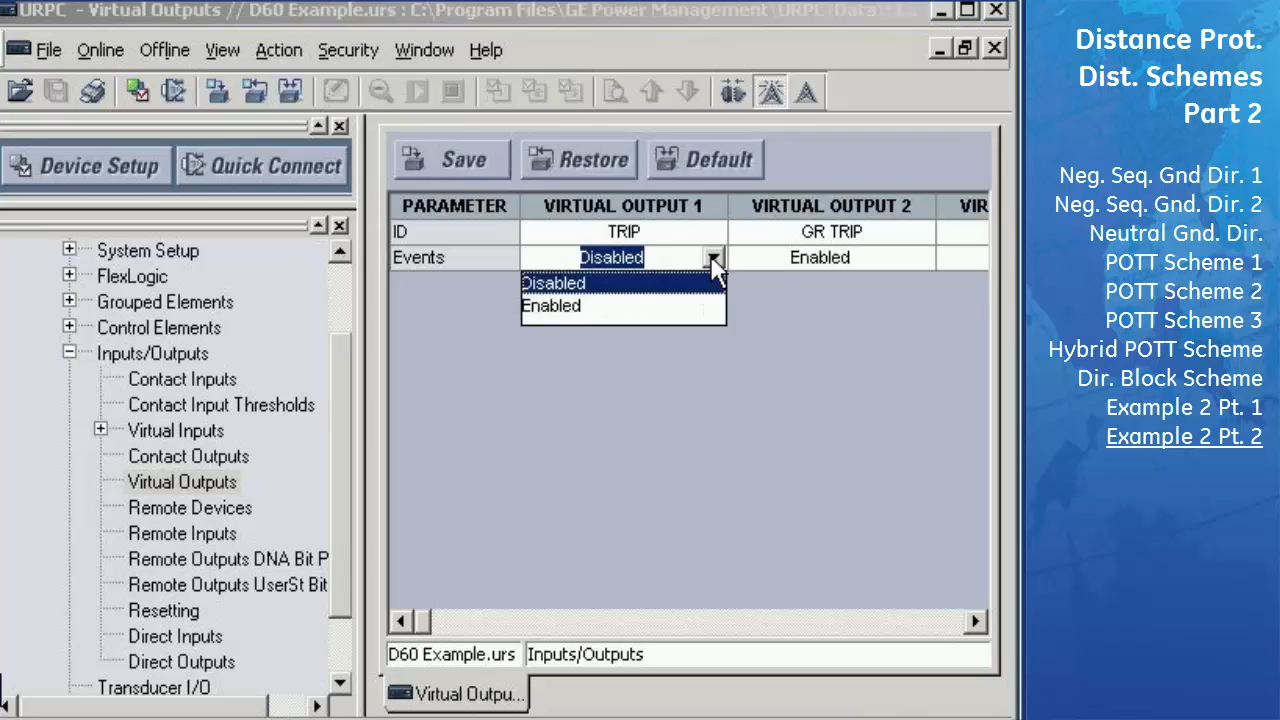 URPC - Virtual Outputs // D60 Example.urs : C:\Program Files\GE Power Management\URPC\Data\
File Online Offline View Action Security Window Help
Device Setup Quick Connect
System Setup
FlexLogic
Grouped Elements
Control Elements
Inputs/Outputs
Contact Inputs
Contact Input Thresholds
Virtual Inputs
Contact Outputs
Virtual Outputs
Remote Devices
Remote Inputs
Remote Outputs DNA Bit P
Remote Outputs UserSt Bit
Resetting
Direct Inputs
Direct Outputs
Transducer I/O
Save Restore Default
PARAMETER VIRTUAL OUTPUT 1 VIRTUAL OUTPUT 2 VIR
ID TRIP GR TRIP
Events Disabled Enabled
Disabled
Enabled
D60 Example.urs Inputs/Outputs
Virtual Outpu...
Distance Prot.
Dist. Schemes
Part 2
Neg. Seq. Gnd Dir. 1
Neg. Seq. Gnd. Dir. 2
Neutral Gnd. Dir.
POTT Scheme 1
POTT Scheme 2
POTT Scheme 3
Hybrid POTT Scheme
Dir. Block Scheme
Example 2 Pt. 1
Example 2 Pt. 2